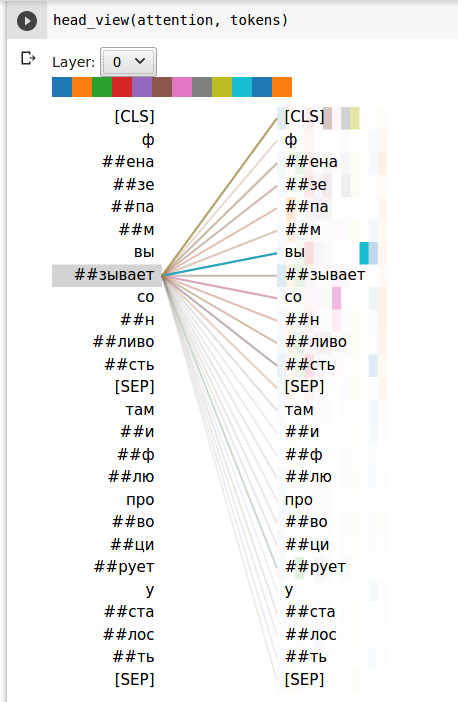 head_view(attention, tokens)
Layer: 0
[CLS] [CLS]
ф ф
##ена ##ена
##зе ##зе
##па ##па
##м ##м
вы вы
##зывает ##зывает
со со
##н ##н
##ливо ##ливо
##сть ##сть
[SEP] [SEP]
там там
##и ##и
##ф ##ф
##лю ##лю
про про
##во ##во
##ци ##ци
##рует ##рует
у у
##ста ##ста
##лос ##лос
##ть ##ть
[SEP] [SEP]